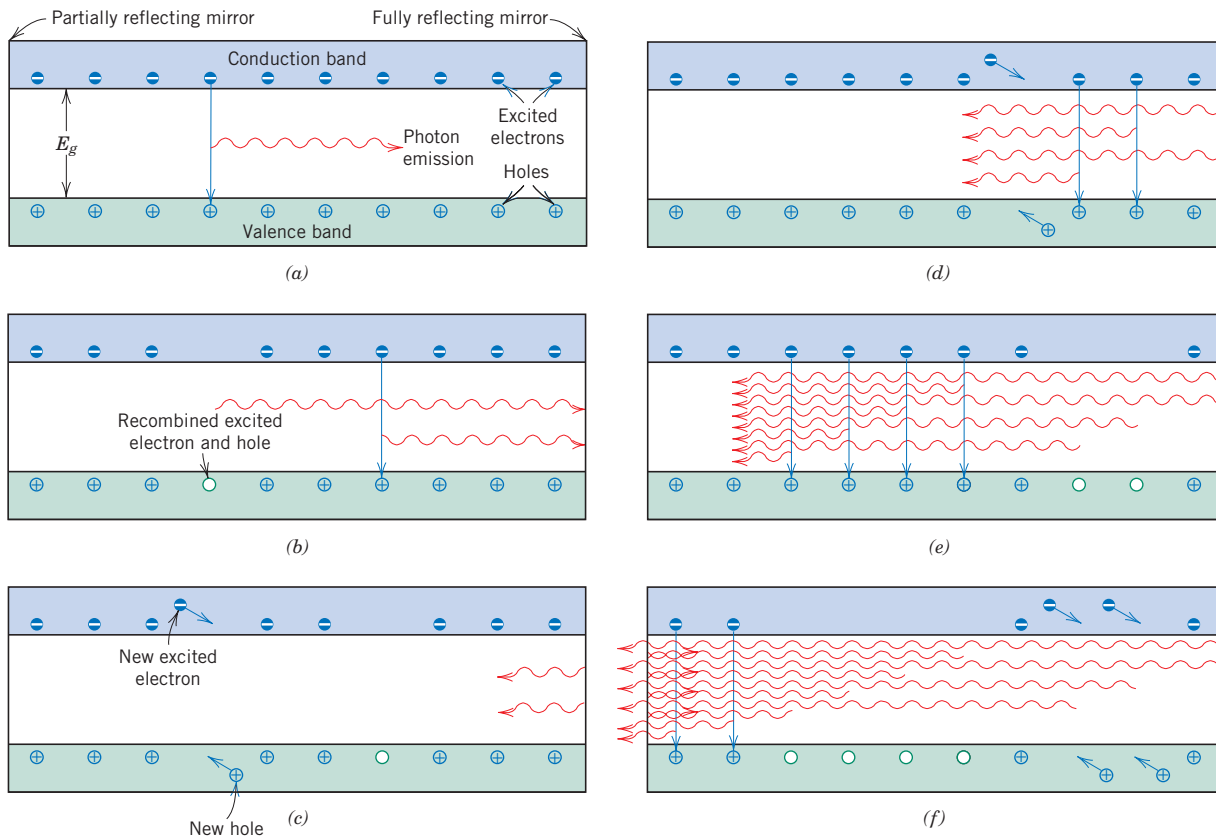 Partially reflecting mirror
Fully reflecting mirror
Conduction band
E_g
Excited
electrons
Photon
emission
Holes
Valence band
(a)
Recombined excited
electron and hole
(b)
New excited
electron
New hole
(c)
(d)
(e)
(f)